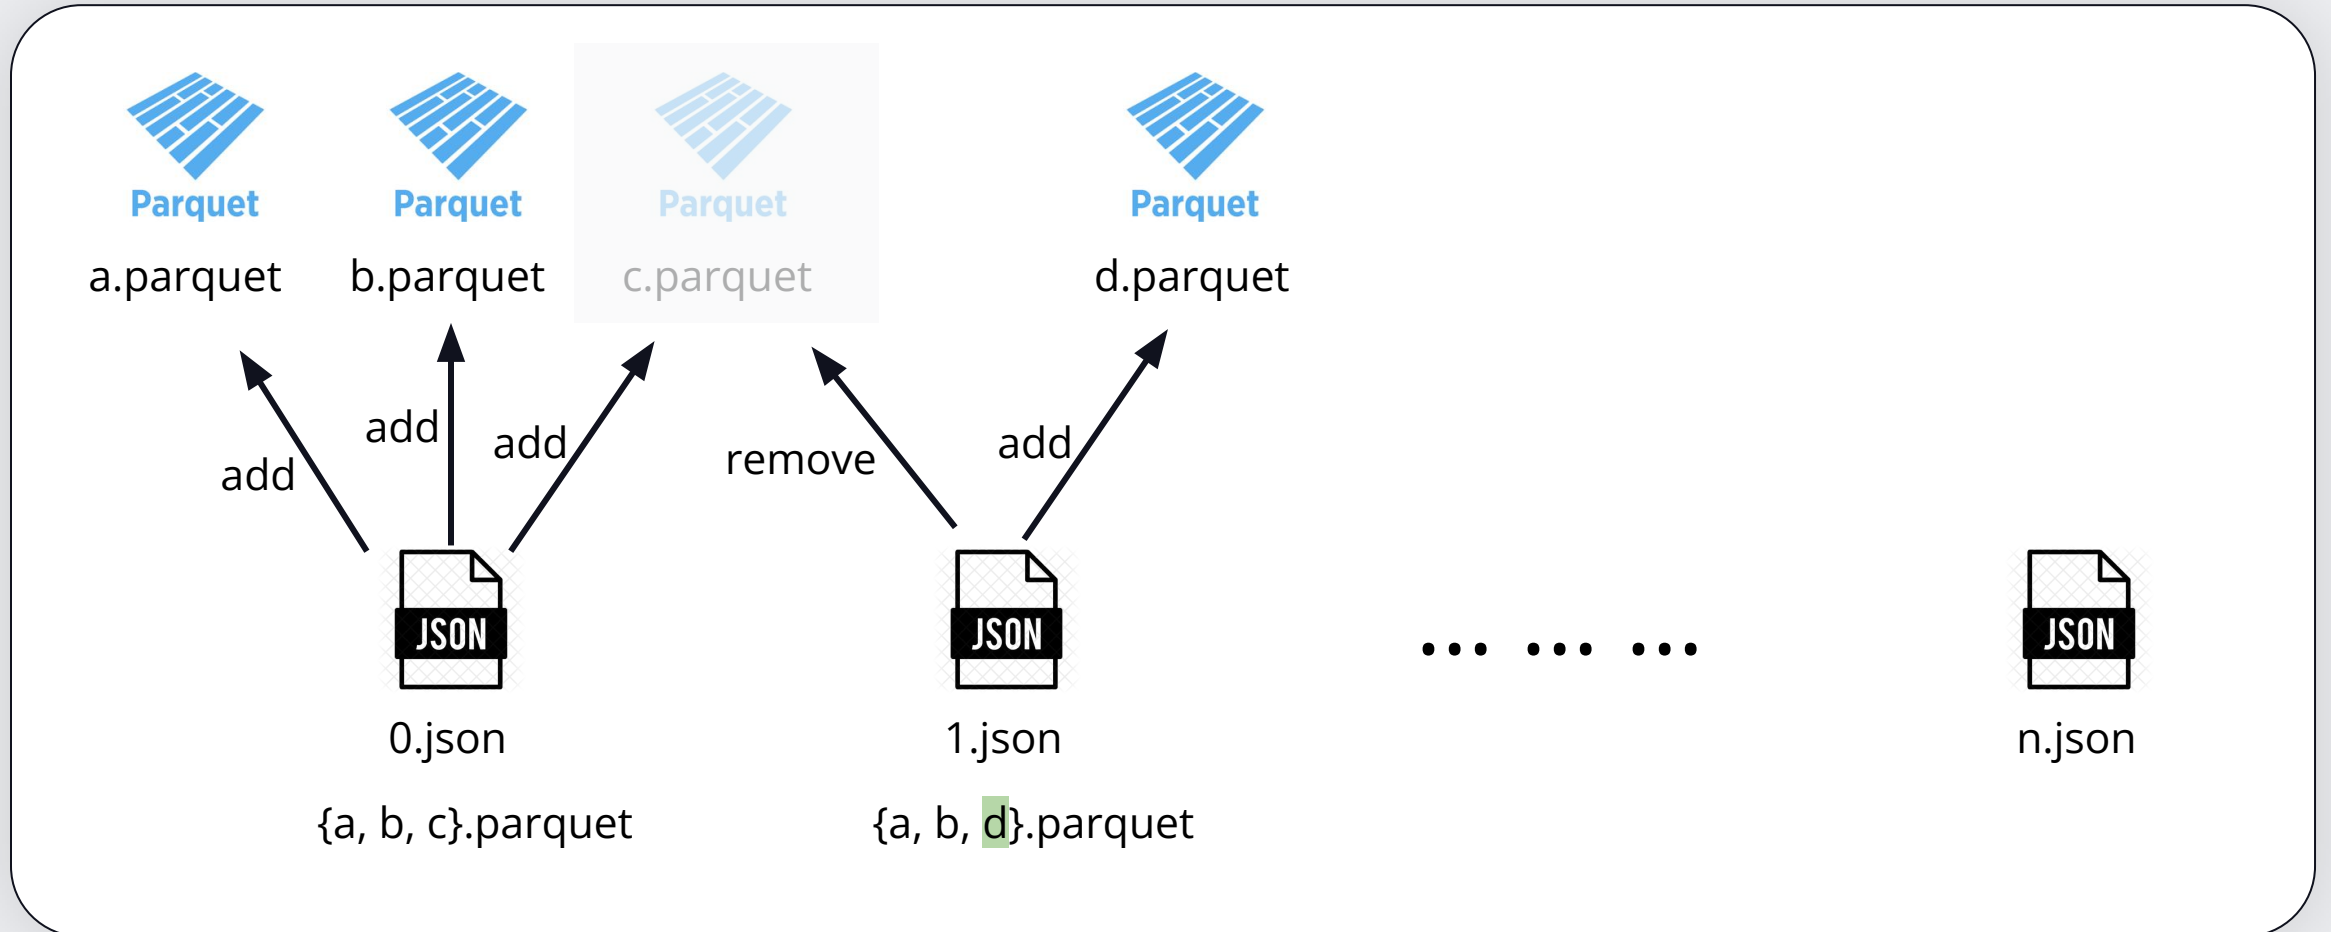 Parquet Parquet Parquet Parquet
a.parquet b.parquet c.parquet d.parquet
add add add remove add
JSON JSON JSON
... ... ...
0.json 1.json n.json
{a, b, c}.parquet {a, b, d}.parquet